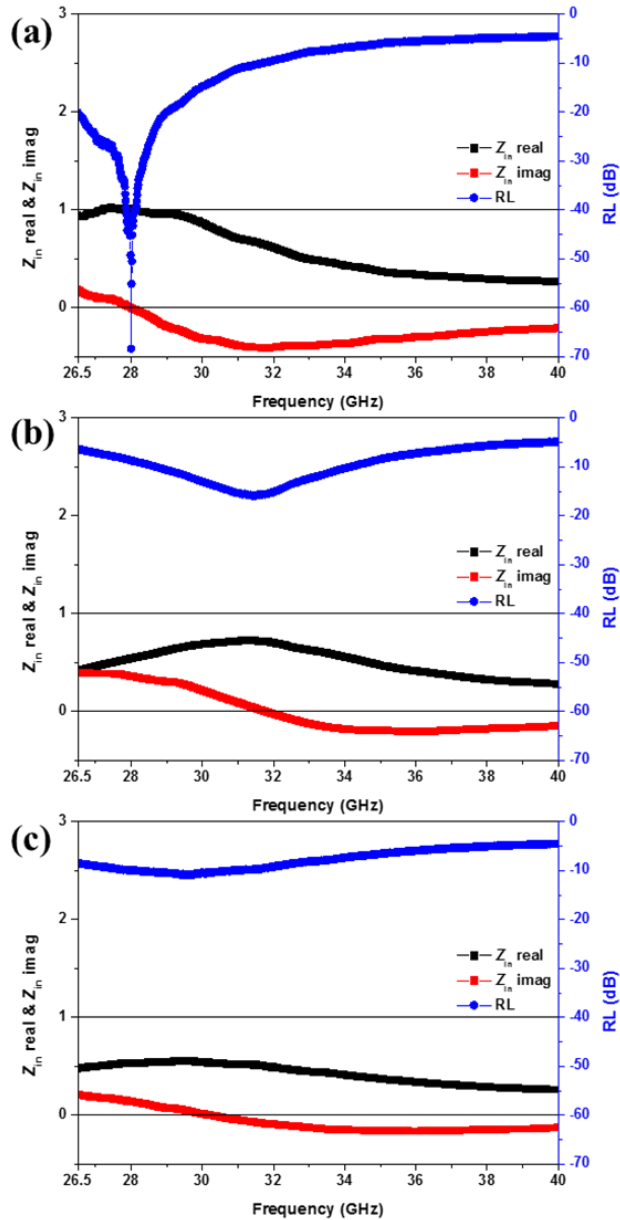 (a)
3
2
1
0
Z_in real & Z_in imag
Z_in real
Z_in imag
RL
0
-10
-20
-30
-40
-50
-60
-70
RL (dB)
26.5 28 30 32 34 36 38 40
Frequency (GHz)
(b)
3
2
1
0
Z_in real & Z_in imag
Z_in real
Z_in imag
RL
0
-10
-20
-30
-40
-50
-60
-70
RL (dB)
26.5 28 30 32 34 36 38 40
Frequency (GHz)
(c)
3
2
1
0
Z_in real & Z_in imag
Z_in real
Z_in imag
RL
0
-10
-20
-30
-40
-50
-60
-70
RL (dB)
26.5 28 30 32 34 36 38 40
Frequency (GHz)